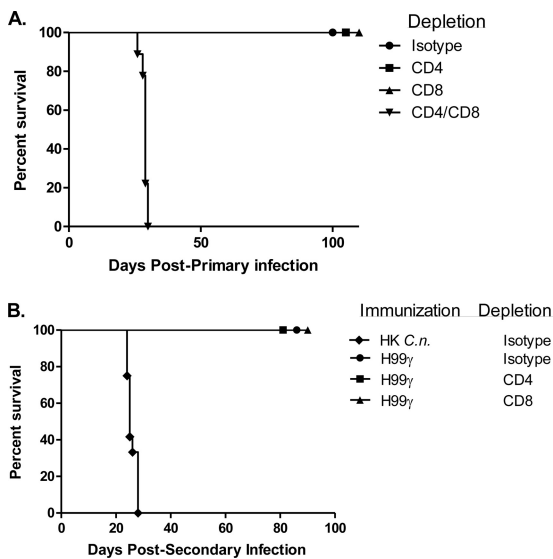 A.
Depletion
Isotype
CD4
CD8
CD4/CD8
Percent survival
100
80
60
40
20
0
0 50 100
Days Post-Primary infection
B.
Immunization Depletion
HK C.n. Isotype
H99γ Isotype
H99γ CD4
H99γ CD8
Percent survival
100
80
60
40
20
0
0 20 40 60 80 100
Days Post-Secondary Infection